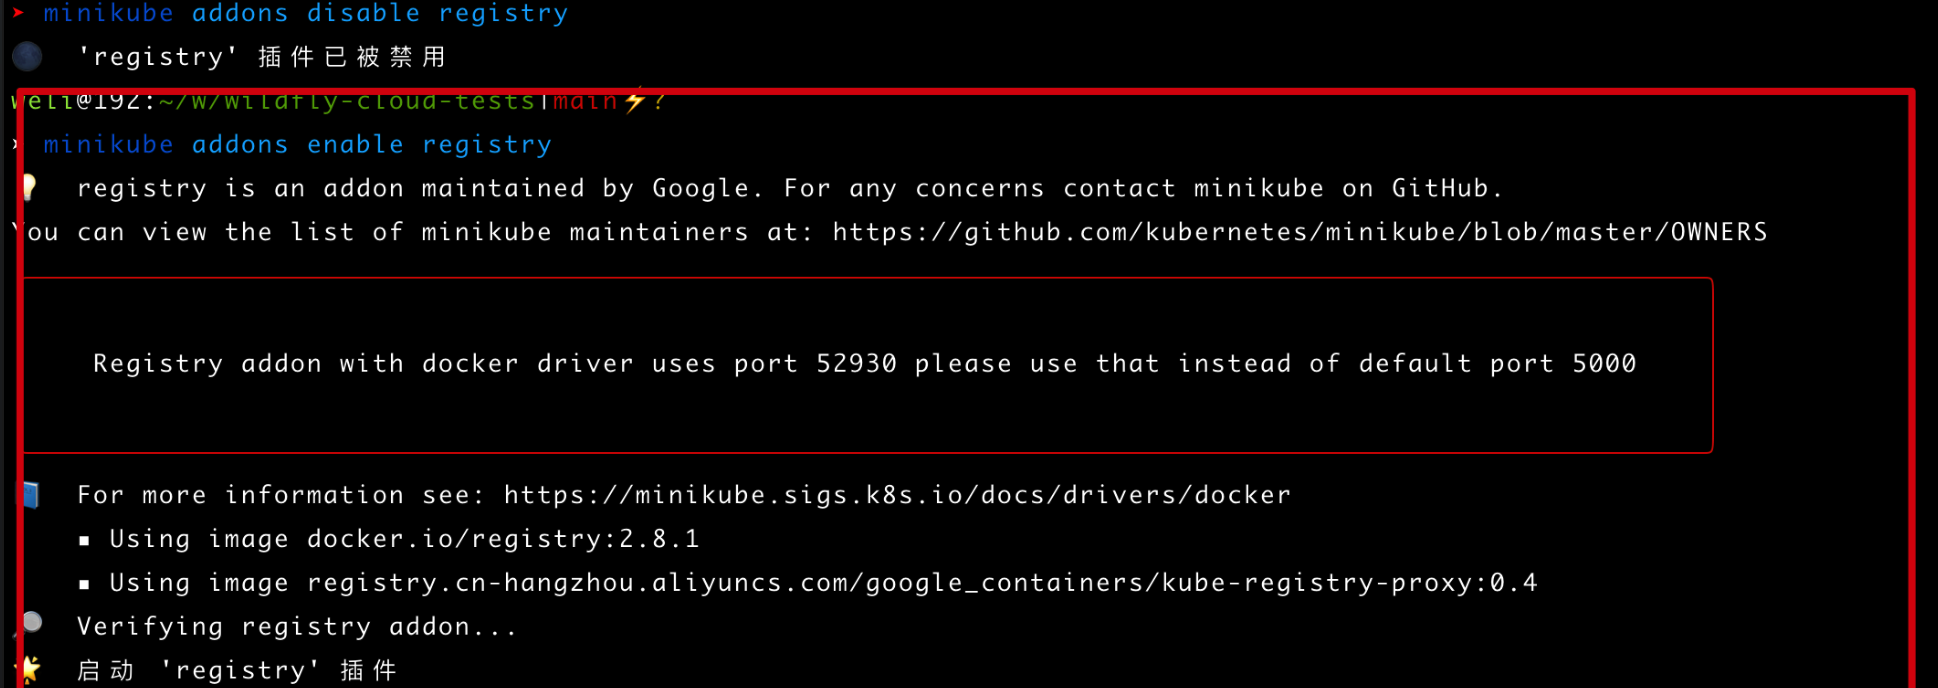 ➤ minikube addons disable registry
🌑 'registry' 插件已被禁用
weli@192:~/w/wildfly-cloud-tests|main⚡?
› minikube addons enable registry
💡 registry is an addon maintained by Google. For any concerns contact minikube on GitHub.
You can view the list of minikube maintainers at: https://github.com/kubernetes/minikube/blob/master/OWNERS
Registry addon with docker driver uses port 52930 please use that instead of default port 5000
📘 For more information see: https://minikube.sigs.k8s.io/docs/drivers/docker
▪ Using image docker.io/registry:2.8.1
▪ Using image registry.cn-hangzhou.aliyuncs.com/google_containers/kube-registry-proxy:0.4
🔎 Verifying registry addon...
🌟 启动 'registry' 插件